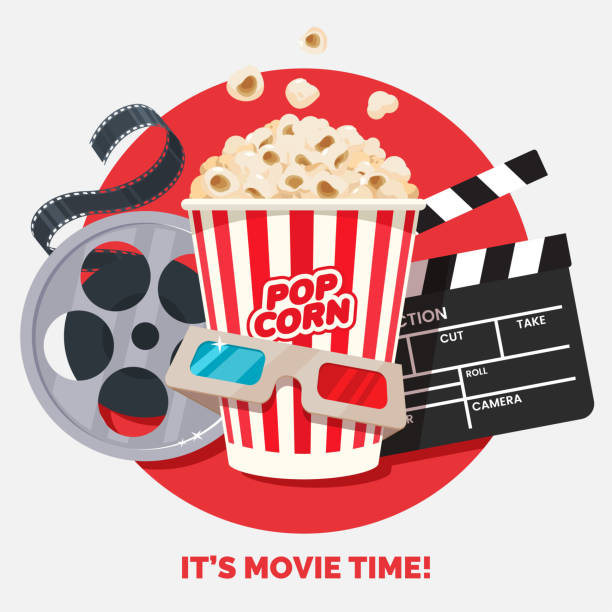 POP
CORN
CTION
CUT
TAKE
ROLL
CAMERA
R
IT'S MOVIE TIME!